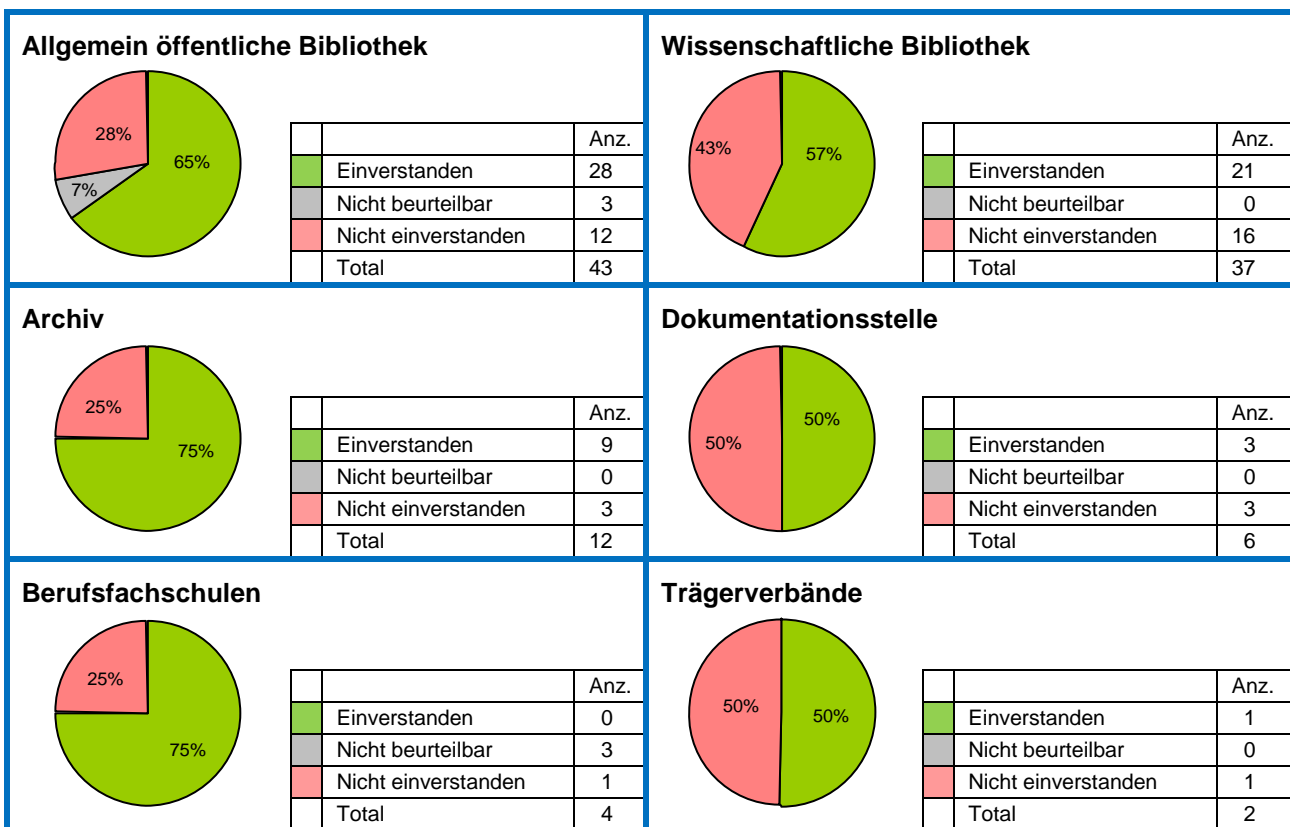 Allgemein öffentliche Bibliothek
28%
65%
7%
Anz.
Einverstanden 28
Nicht beurteilbar 3
Nicht einverstanden 12
Total 43
Wissenschaftliche Bibliothek
43%
57%
Anz.
Einverstanden 21
Nicht beurteilbar 0
Nicht einverstanden 16
Total 37
Archiv
25%
75%
Anz.
Einverstanden 9
Nicht beurteilbar 0
Nicht einverstanden 3
Total 12
Dokumentationsstelle
50%
50%
Anz.
Einverstanden 3
Nicht beurteilbar 0
Nicht einverstanden 3
Total 6
Berufsfachschulen
25%
75%
Anz.
Einverstanden 0
Nicht beurteilbar 3
Nicht einverstanden 1
Total 4
Trägerverbände
50%
50%
Anz.
Einverstanden 1
Nicht beurteilbar 0
Nicht einverstanden 1
Total 2